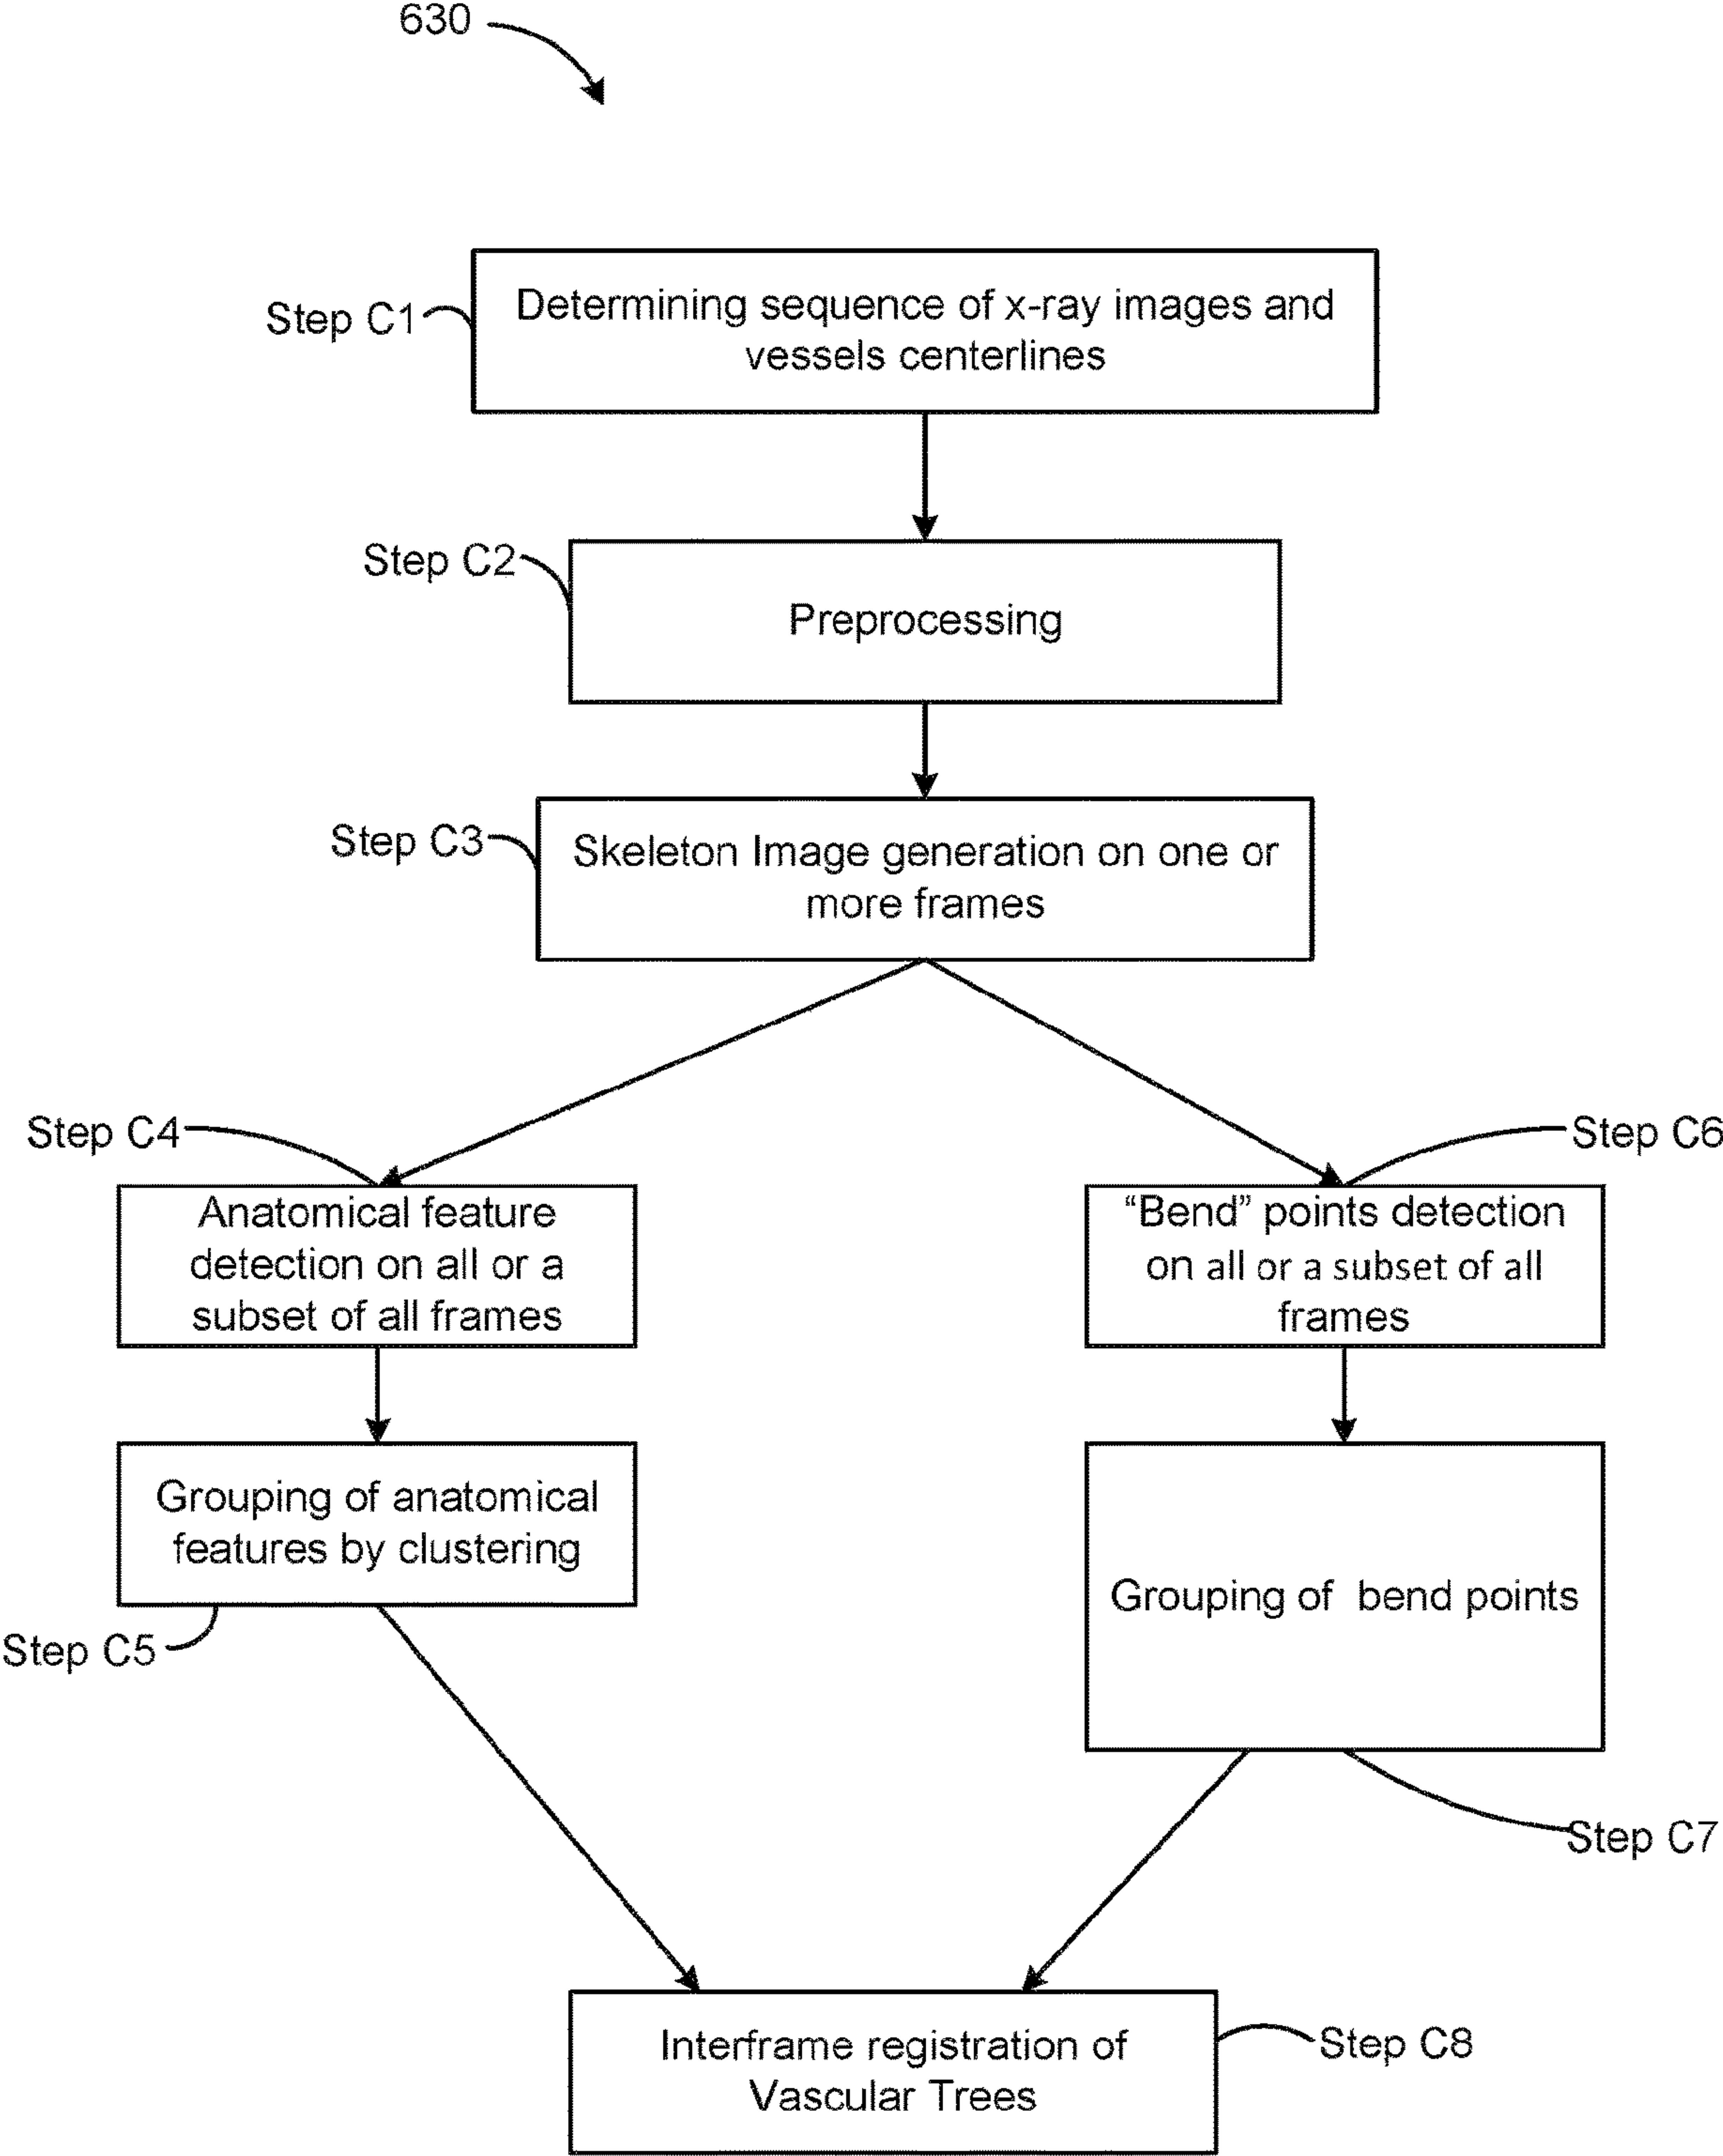 630
Step C1
Determining sequence of x-ray images and
vessels centerlines
Step C2
Preprocessing
Step C3
Skeleton Image generation on one or
more frames
Step C4
Anatomical feature
detection on all or a
subset of all frames
Step C6
“Bend” points detection
on all or a subset of all
frames
Grouping of anatomical
features by clustering
Step C5
Grouping of bend points
Step C7
Interframe registration of
Vascular Trees
Step C8